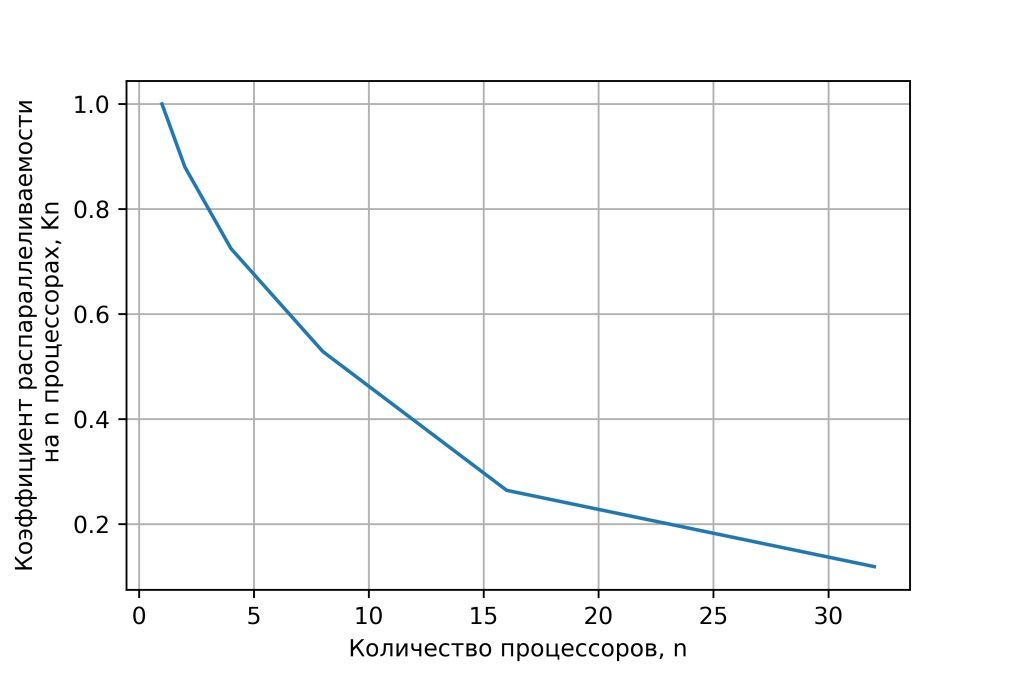 Коэффициент распараллеливаемости
на n процессорах, Kn
1.0
0.8
0.6
0.4
0.2
0 5 10 15 20 25 30
Количество процессоров, n